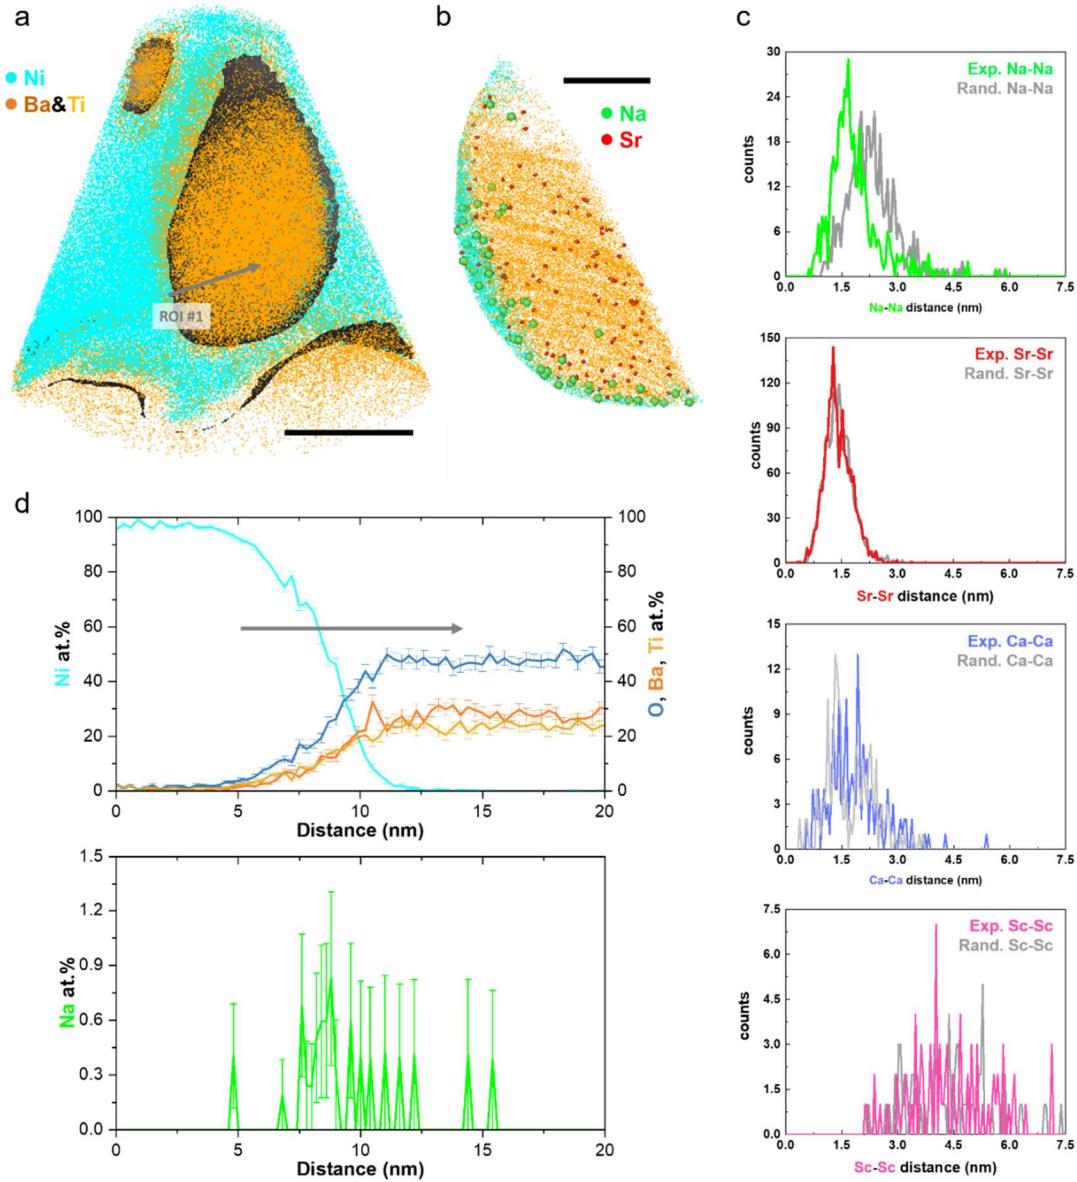 a
Ni
Ba&Ti
ROI #1
b
Na
Sr
c
Exp. Na-Na
Rand. Na-Na
counts
30
24
18
12
6
0
0.0 1.5 3.0 4.5 6.0 7.5
Na-Na distance (nm)
Exp. Sr-Sr
Rand. Sr-Sr
counts
150
120
90
60
30
0
0.0 1.5 3.0 4.5 6.0 7.5
Sr-Sr distance (nm)
Exp. Ca-Ca
Rand. Ca-Ca
counts
15
12
9
6
3
0
0.0 1.5 3.0 4.5 6.0 7.5
Ca-Ca distance (nm)
Exp. Sc-Sc
Rand. Sc-Sc
counts
7.5
6.0
4.5
3.0
1.5
0.0
0.0 1.5 3.0 4.5 6.0 7.5
Sc-Sc distance (nm)
d
Ni at.%
100
80
60
40
20
0
100
80
60
40
20
0
O, Ba, Ti at.%
0 5 10 15 20
Distance (nm)
Na at.%
1.5
1.2
0.9
0.6
0.3
0.0
0 5 10 15 20
Distance (nm)